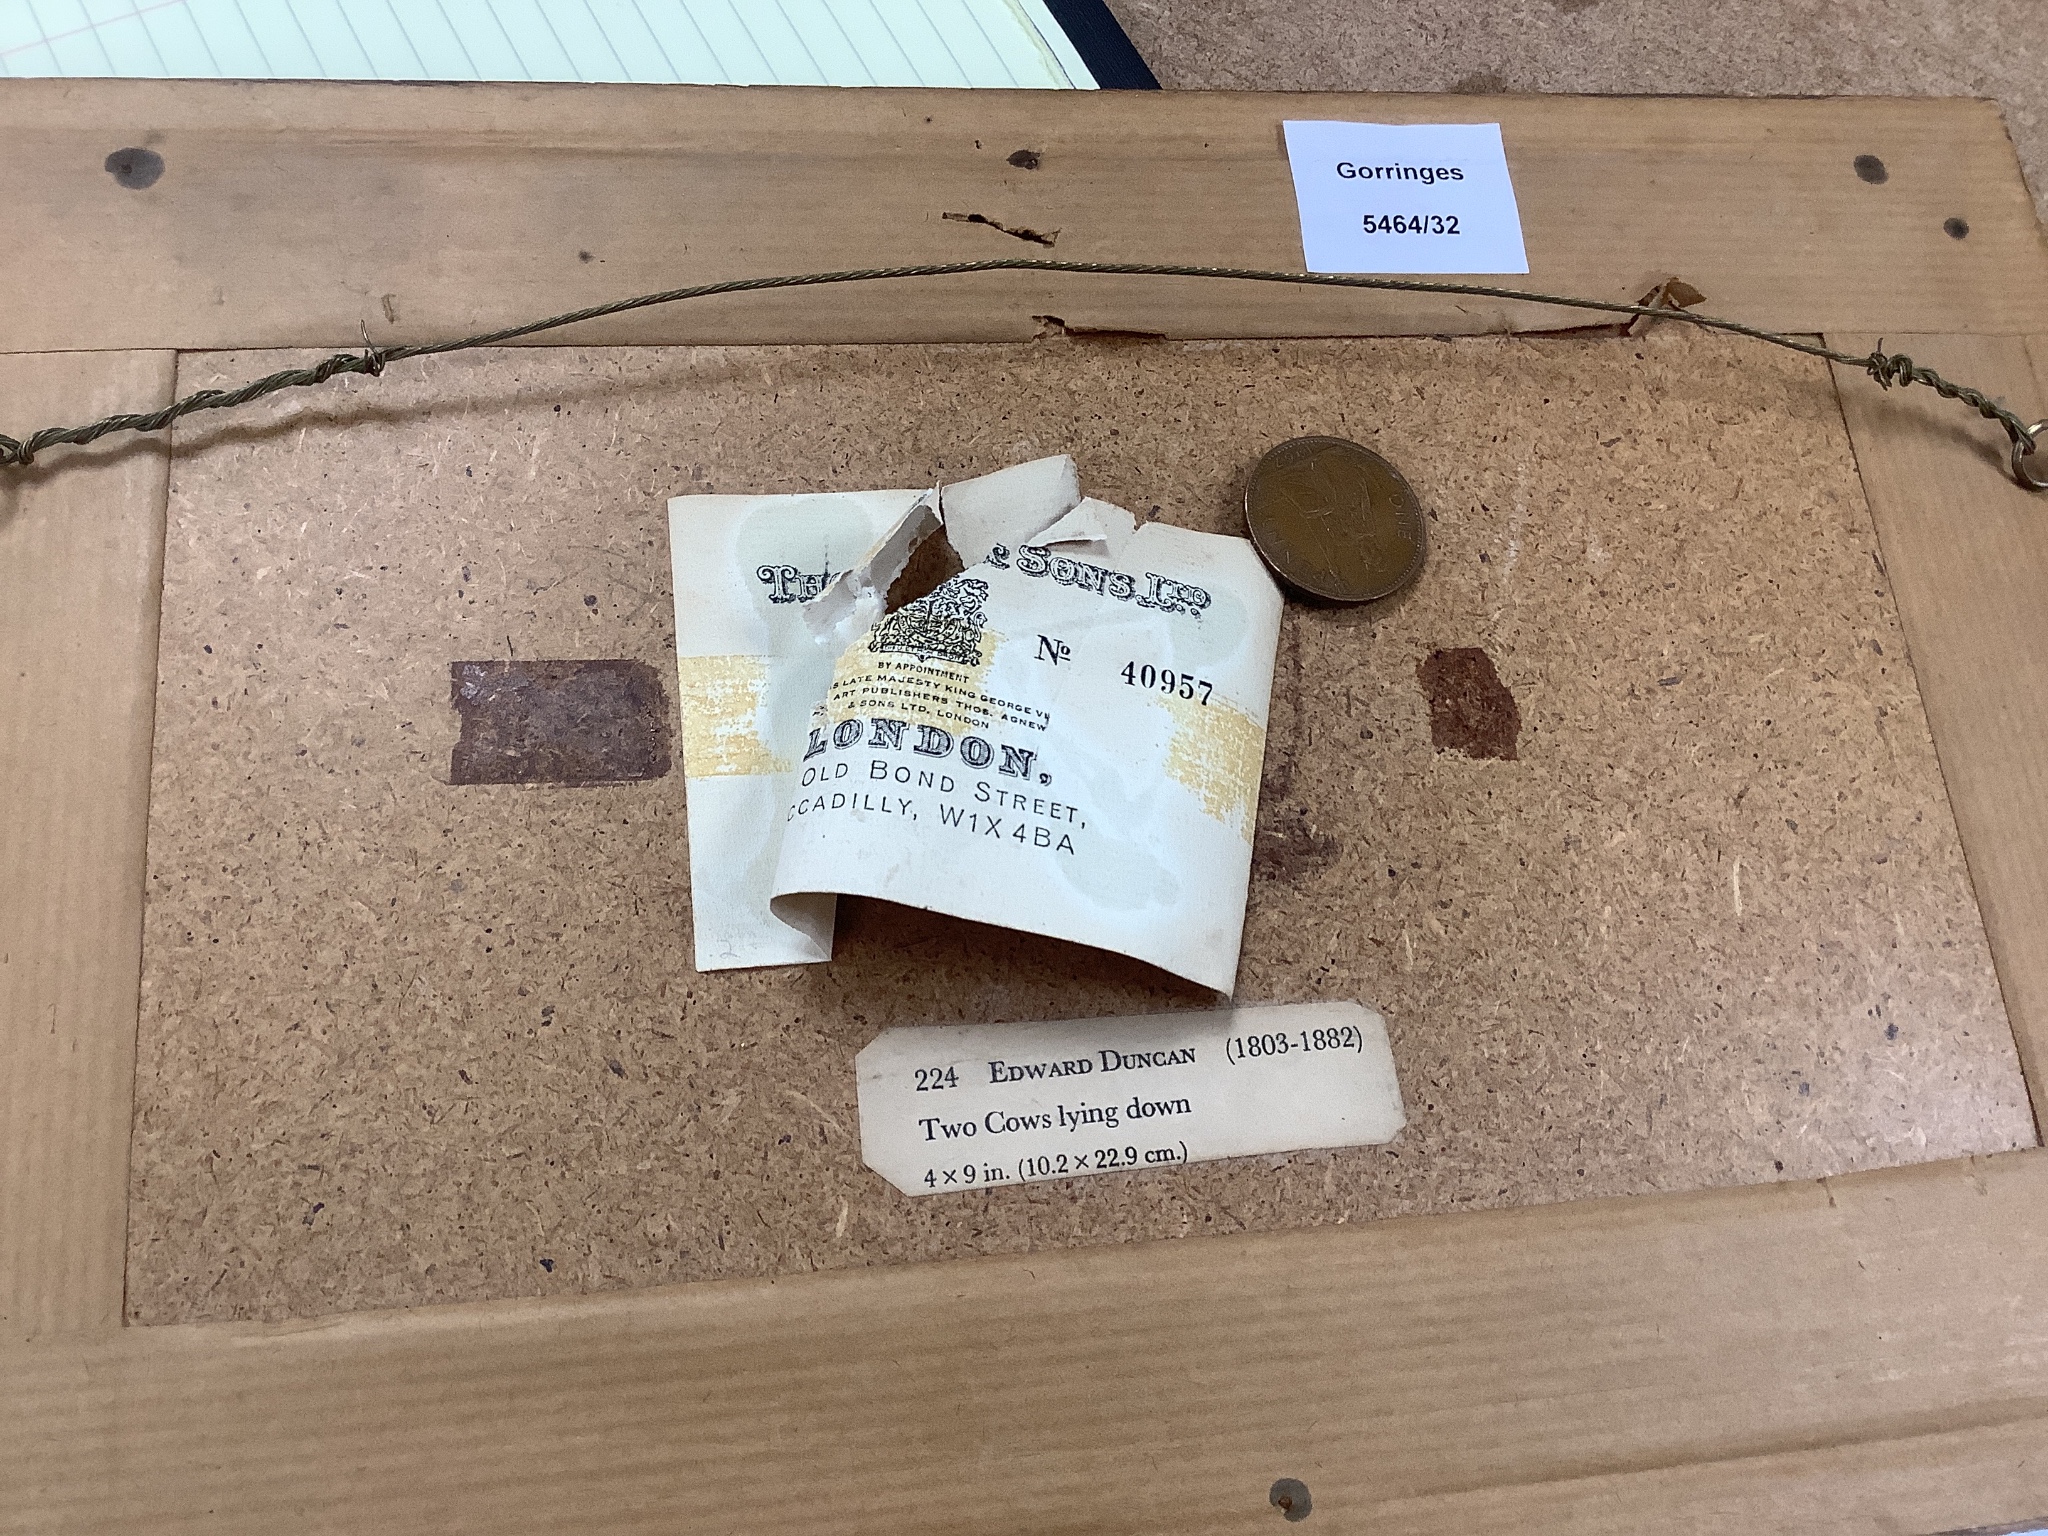 Gorringes
5464/32
& SONS LTD.
No 40957
BY APPOINTMENT
LATE MAJESTY KING GEORGE VI
ART PUBLISHERS THOS. AGNEW
& SONS LTD, LONDON
LONDON,
OLD BOND STREET,
CCADILLY, W1X 4BA
224 EDWARD DUNCAN (1803-1882)
Two Cows lying down
4 × 9 in. (10.2 × 22.9 cm.)